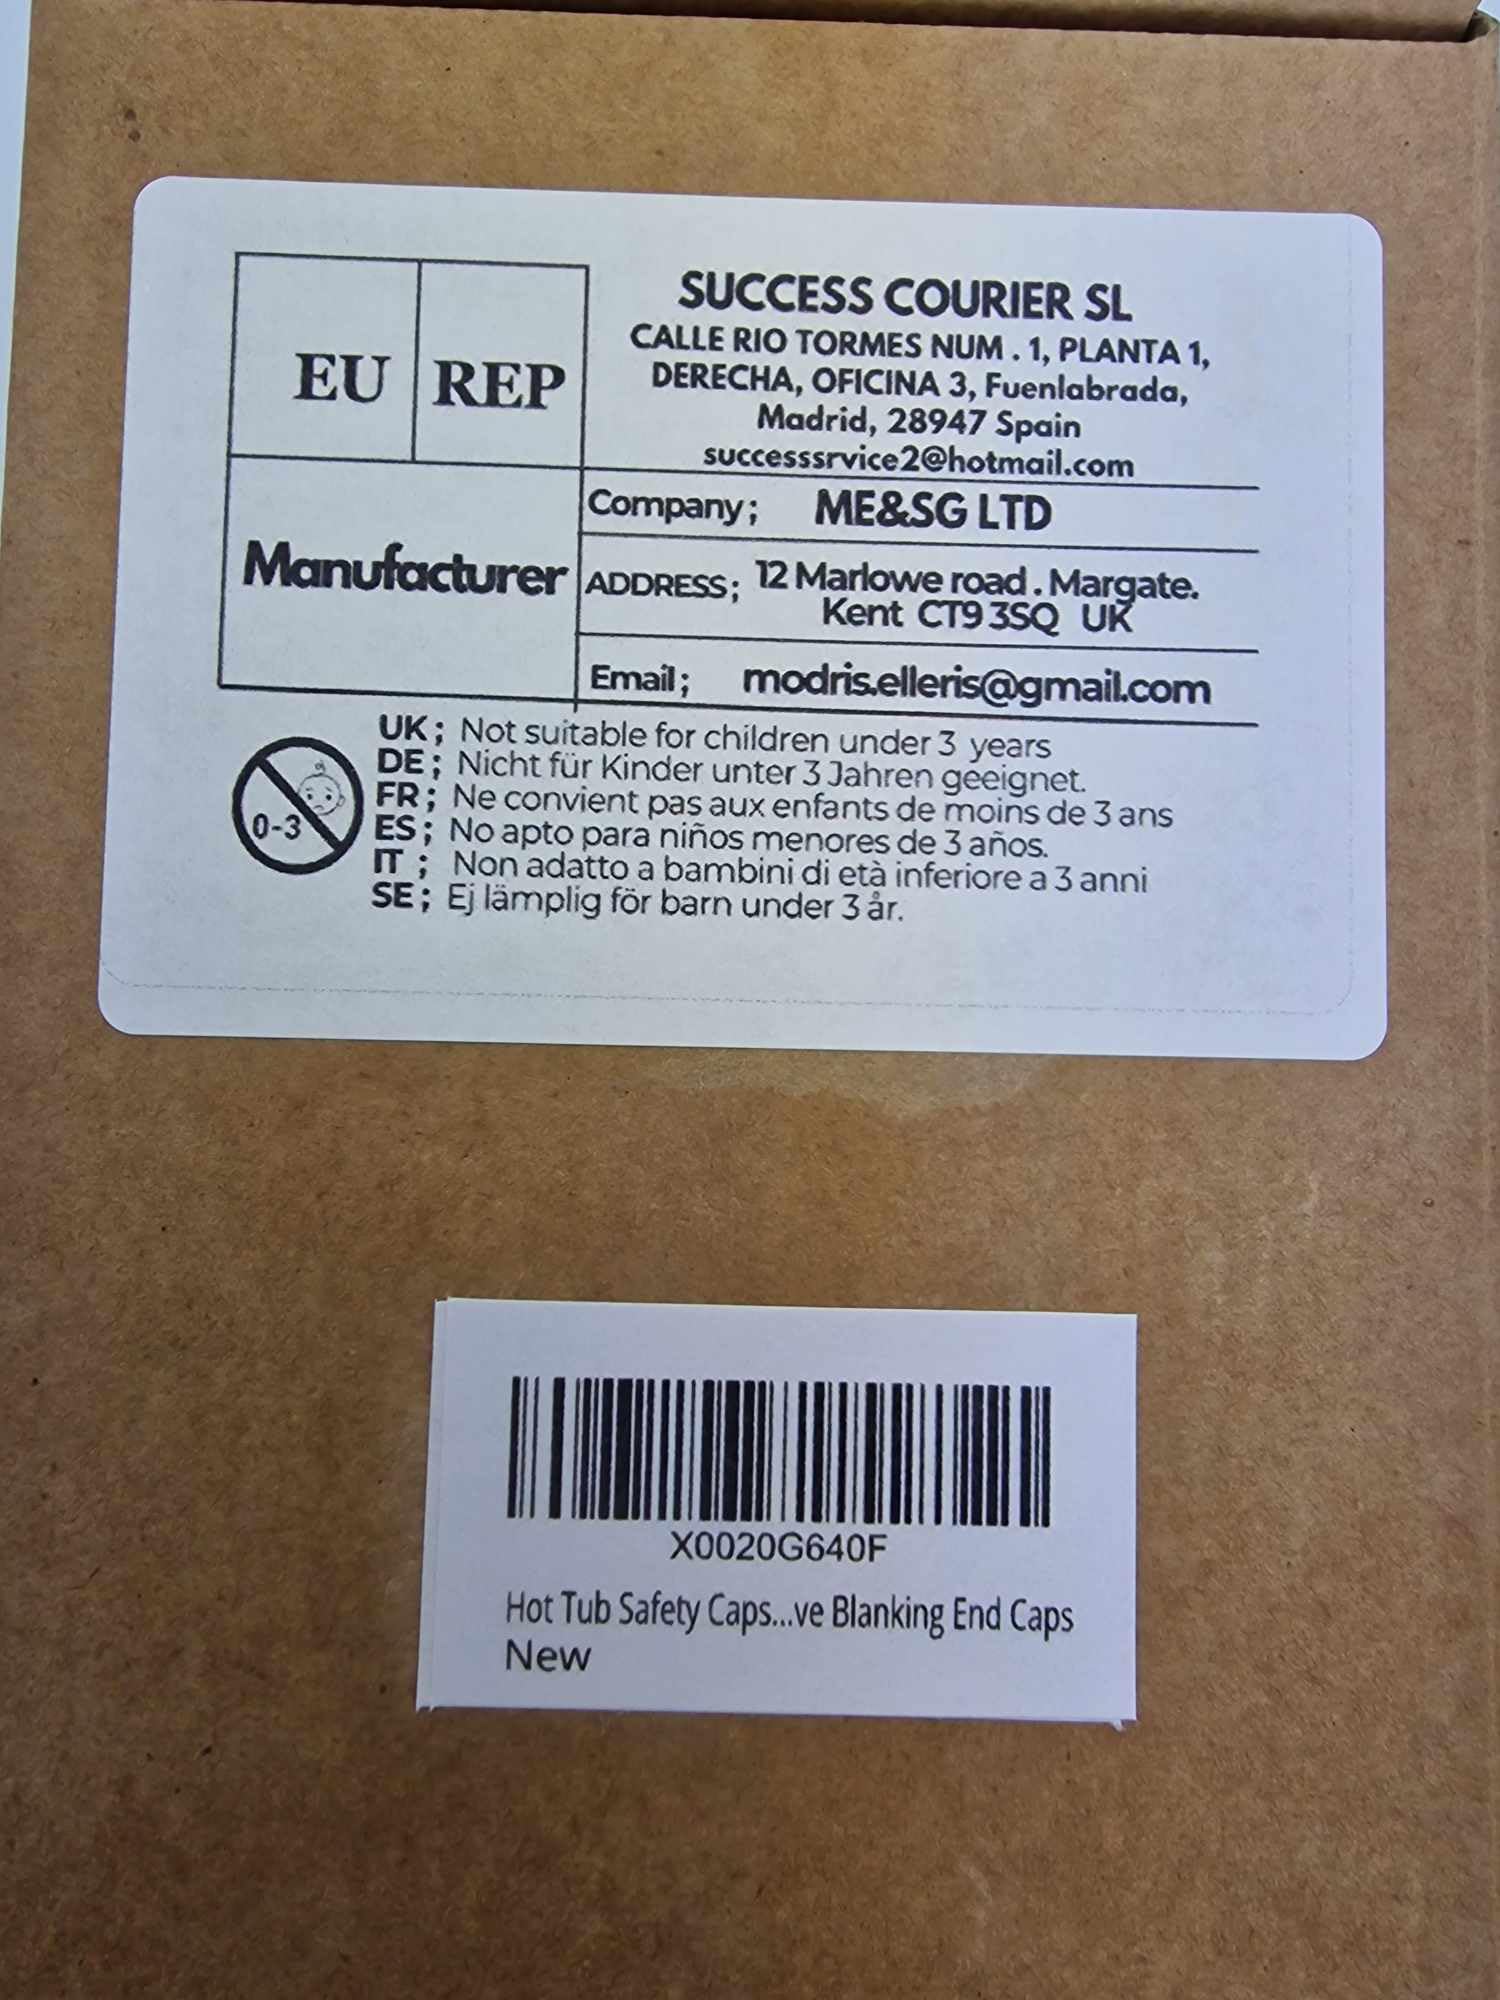 EU REP
SUCCESS COURIER SL
CALLE RIO TORMES NUM . 1, PLANTA 1,
DERECHA, OFICINA 3, Fuenlabrada,
Madrid, 28947 Spain
successsrvice2@hotmail.com
Manufacturer
Company; ME&SG LTD
ADDRESS; 12 Marlowe road . Margate.
Kent CT9 3SQ UK
Email; modris.elleris@gmail.com
0-3
UK; Not suitable for children under 3 years
DE; Nicht für Kinder unter 3 Jahren geeignet.
FR; Ne convient pas aux enfants de moins de 3 ans
ES; No apto para niños menores de 3 años.
IT; Non adatto a bambini di età inferiore a 3 anni
SE; Ej lämplig för barn under 3 år.
X0020G640F
Hot Tub Safety Caps...ve Blanking End Caps
New